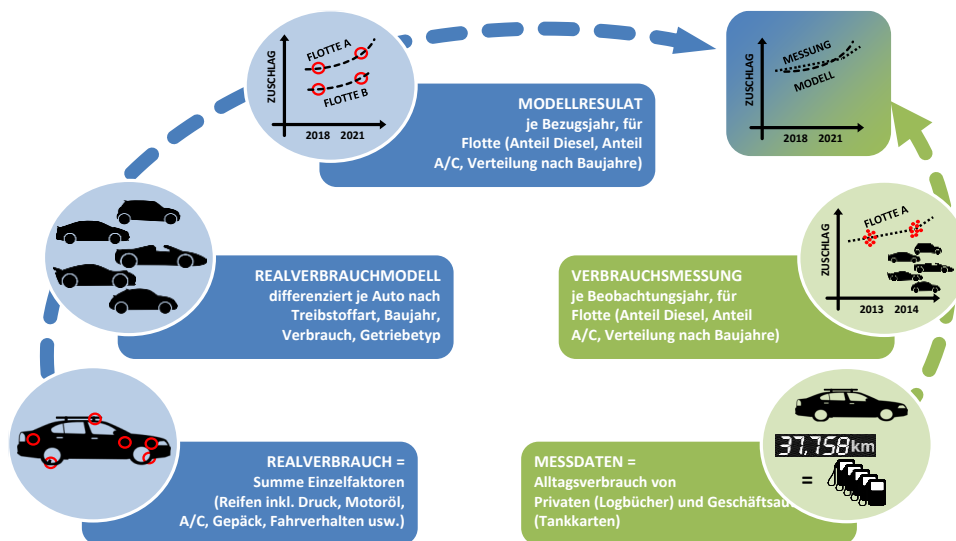 ZUSCHLAG
FLOTTE A
FLOTTE B
2018 2021
MODELLRESULAT
je Bezugsjahr, für
Flotte (Anteil Diesel, Anteil
A/C, Verteilung nach Baujahre)
ZUSCHLAG
MESSUNG
MODELL
2018 2021
REALVERBRAUCHMODELL
differenziert je Auto nach
Treibstoffart, Baujahr,
Verbrauch, Getriebetyp
VERBRAUCHSMESSUNG
je Beobachtungsjahr, für
Flotte (Anteil Diesel, Anteil
A/C, Verteilung nach Baujahre)
ZUSCHLAG
FLOTTE A
2013 2014
REALVERBRAUCH =
Summe Einzelfaktoren
(Reifen inkl. Druck, Motoröl,
A/C, Gepäck, Fahrverhalten usw.)
MESSDATEN =
Alltagsverbrauch von
Privaten (Logbücher) und Geschäftsau
(Tankkarten)
37.758km
=